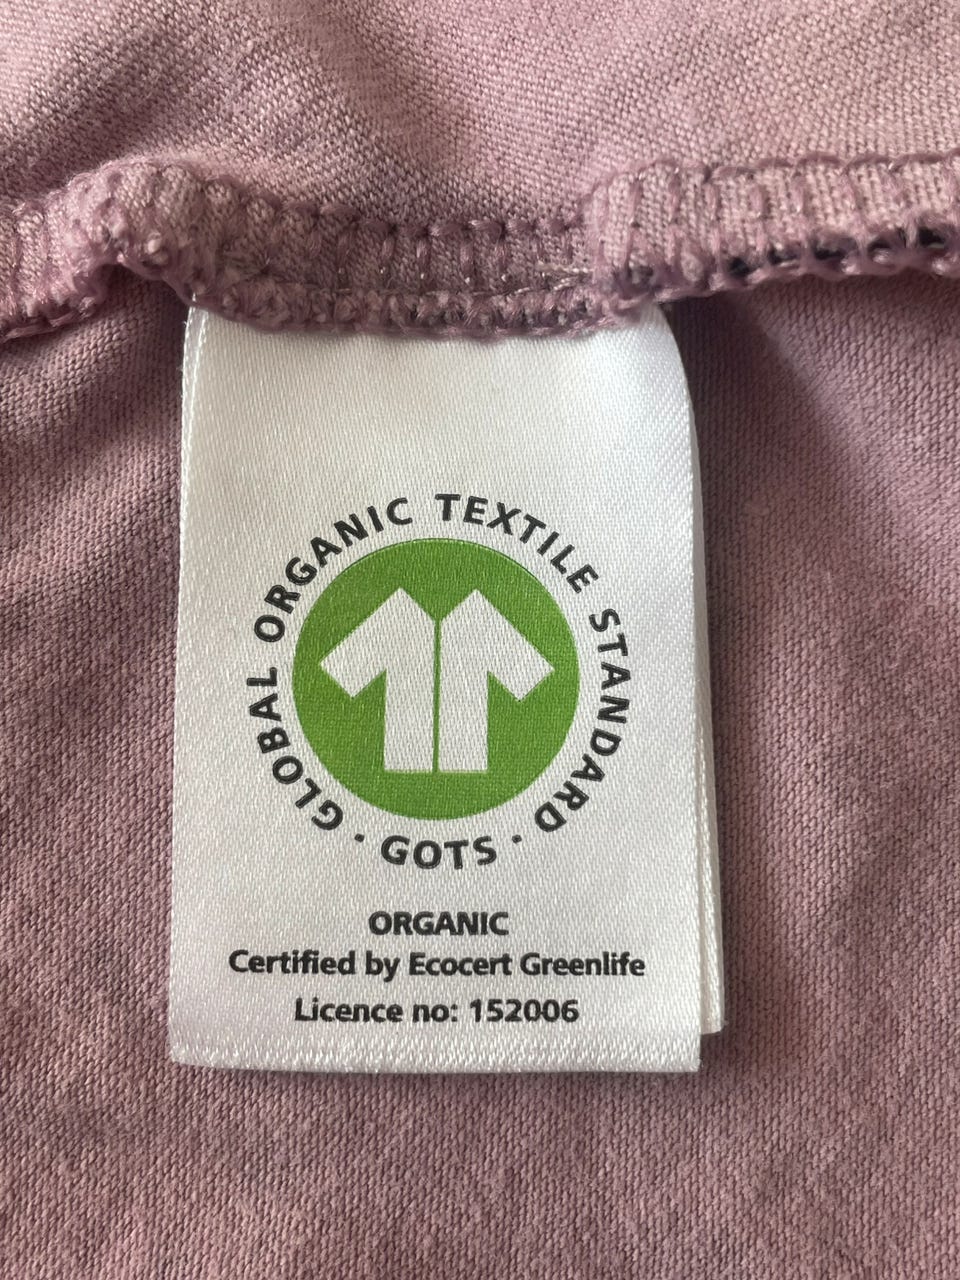 GLOBAL ORGANIC TEXTILE STANDARD · GOTS ·
ORGANIC
Certified by Ecocert Greenlife
Licence no: 152006